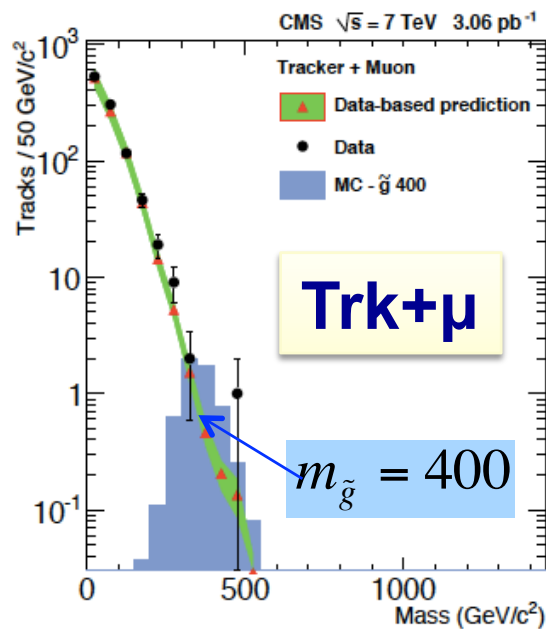 CMS √s = 7 TeV 3.06 pb⁻¹
Tracks / 50 GeV/c²
10³
10²
10
1
10⁻¹
Tracker + Muon
Data-based prediction
Data
MC - g̃ 400
Trk+μ
m_g̃ = 400
0 500 1000
Mass (GeV/c²)